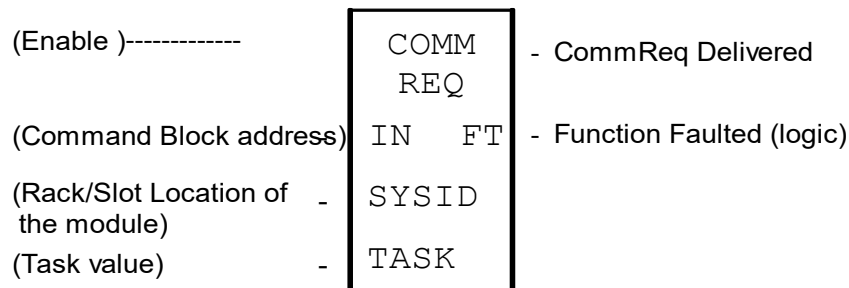 (Enable )-------------
COMM
REQ
- CommReq Delivered
(Command Block address)
IN FT
- Function Faulted (logic)
(Rack/Slot Location of
the module)
- SYSID
(Task value) - TASK